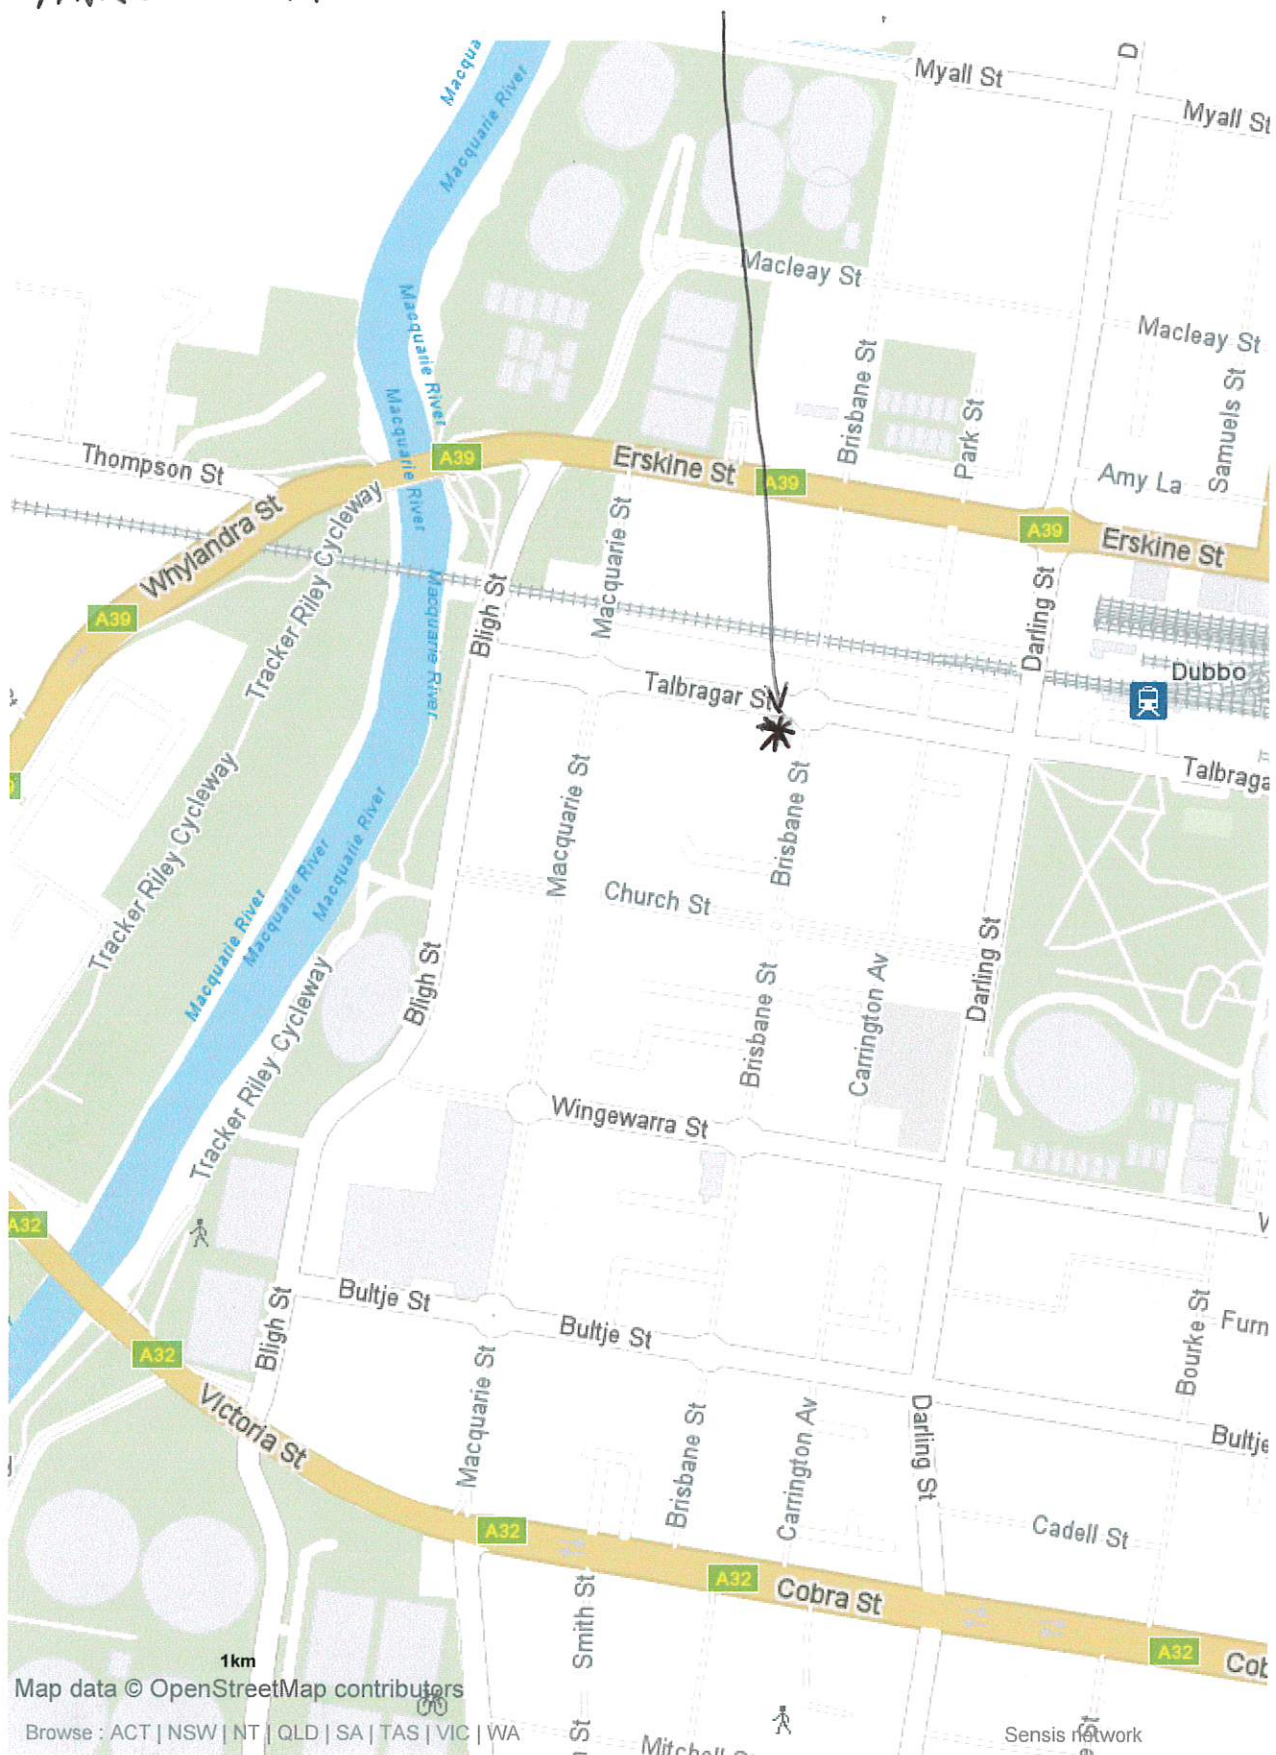 Macqua
Macquarie River
Myall St
D
Myall St
Macleay St
Macquarie River
Macleay St
Brisbane St
Samuels St
Macquarie River
Park St
Thompson St
A39
Erskine St
A39
Amy La
Whylandra St
Tracker Riley Cycleway
Macquarie St
A39
Erskine St
A39
Macquarie River
Bligh St
Darling St
Dubbo
Talbragar St
Talbraga
Macquarie St
Brisbane St
Tracker Riley Cycleway
Macquarie River
Macquarie River
Macquarie River
Church St
Bligh St
Darling St
Tracker Riley Cycleway
Brisbane St
Carrington Av
Wingewarra St
A32
W
Bultje St
Bligh St
Bultje St
Bourke St
Furn
A32
Victoria St
Macquarie St
Brisbane St
Carrington Av
Darling St
Bultje
A32
Cadell St
A32
Cobra St
Smith St
A32
Cob
1km
Map data © OpenStreetMap contributors
Browse : ACT | NSW | NT | QLD | SA | TAS | VIC | WA
Sensis network